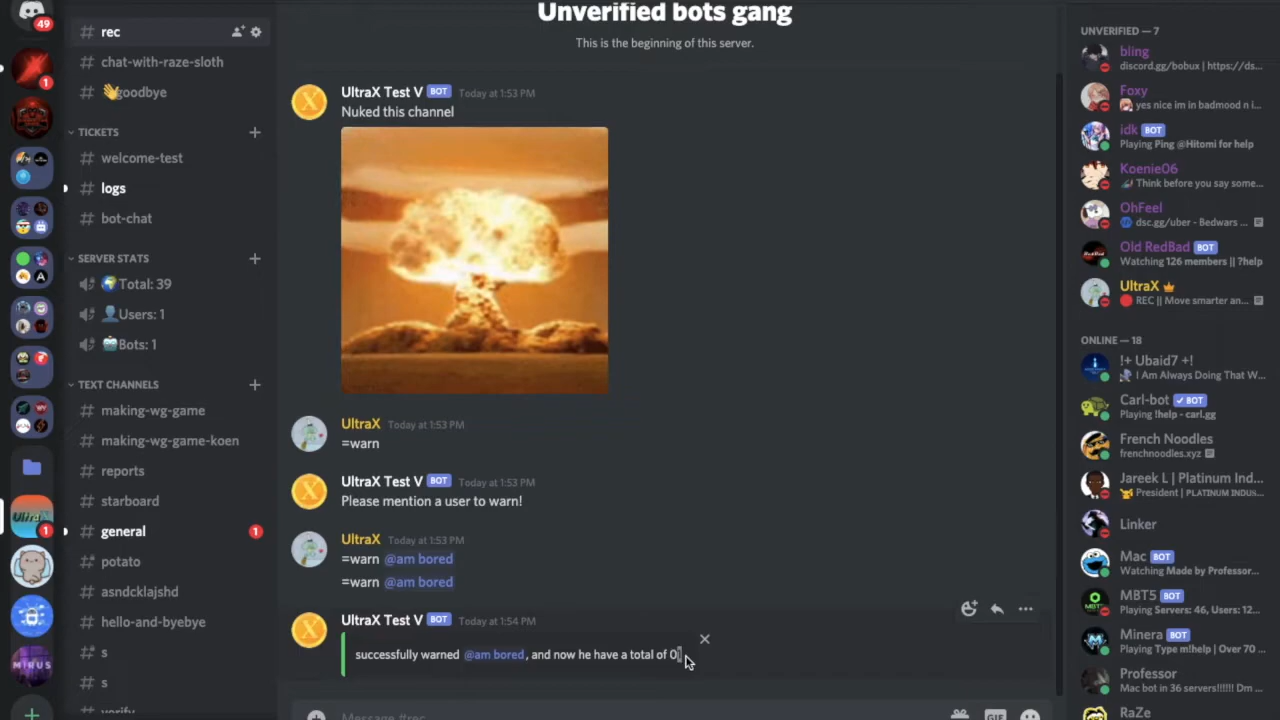 49
1
1
rec
chat-with-raze-sloth
goodbye
TICKETS
welcome-test
logs
bot-chat
SERVER STATS
Total: 39
Users: 1
Bots: 1
TEXT CHANNELS
making-wg-game
making-wg-game-koen
reports
starboard
general 1
potato
asndcklajshd
hello-and-byebye
s
s
verify
UltraX
MIRUS
Unverified bots gang
This is the beginning of this server.
UltraX Test V BOT Today at 1:53 PM
Nuked this channel
UltraX Today at 1:53 PM
=warn
UltraX Test V BOT Today at 1:53 PM
Please mention a user to warn!
UltraX Today at 1:53 PM
=warn @am bored
=warn @am bored
UltraX Test V BOT Today at 1:54 PM
successfully warned @am bored, and now he have a total of 0
Message #rec
GIF
UNVERIFIED — 7
bling
discord.gg/bobux | https://ds...
Foxy
yes nice im in badmood n i...
idk BOT
Playing Ping @Hitomi for help
Koenie06
Think before you say some...
OhFeel
dsc.gg/uber - Bedwars ...
Old RedBad BOT
Watching 126 members || ?help
UltraX
REC || Move smarter an...
ONLINE — 18
!+ Ubaid7 +!
I Am Always Doing That W...
Carl-bot BOT
Playing !help - carl.gg
French Noodles
frenchnoodles.xyz
Jareek L | Platinum Ind...
President | PLATINUM INDUS...
Linker
Mac BOT
Watching Made by Professor...
MBT5 BOT
Playing Servers: 46, Users: 12...
Minera BOT
Playing Type m!help | Over 70 ...
Professor
Mac bot in 36 servers!!!!!! Dm ...
RaZe